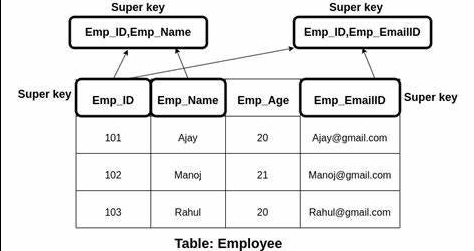 Super key Super key
Emp_ID,Emp_Name Emp_ID,Emp_EmailID
Super key Emp_ID Emp_Name Emp_Age Emp_EmailID Super key
101 Ajay 20 Ajay@gmail.com
102 Manoj 21 Manoj@gmail.com
103 Rahul 20 Rahul@gmail.com
Table: Employee